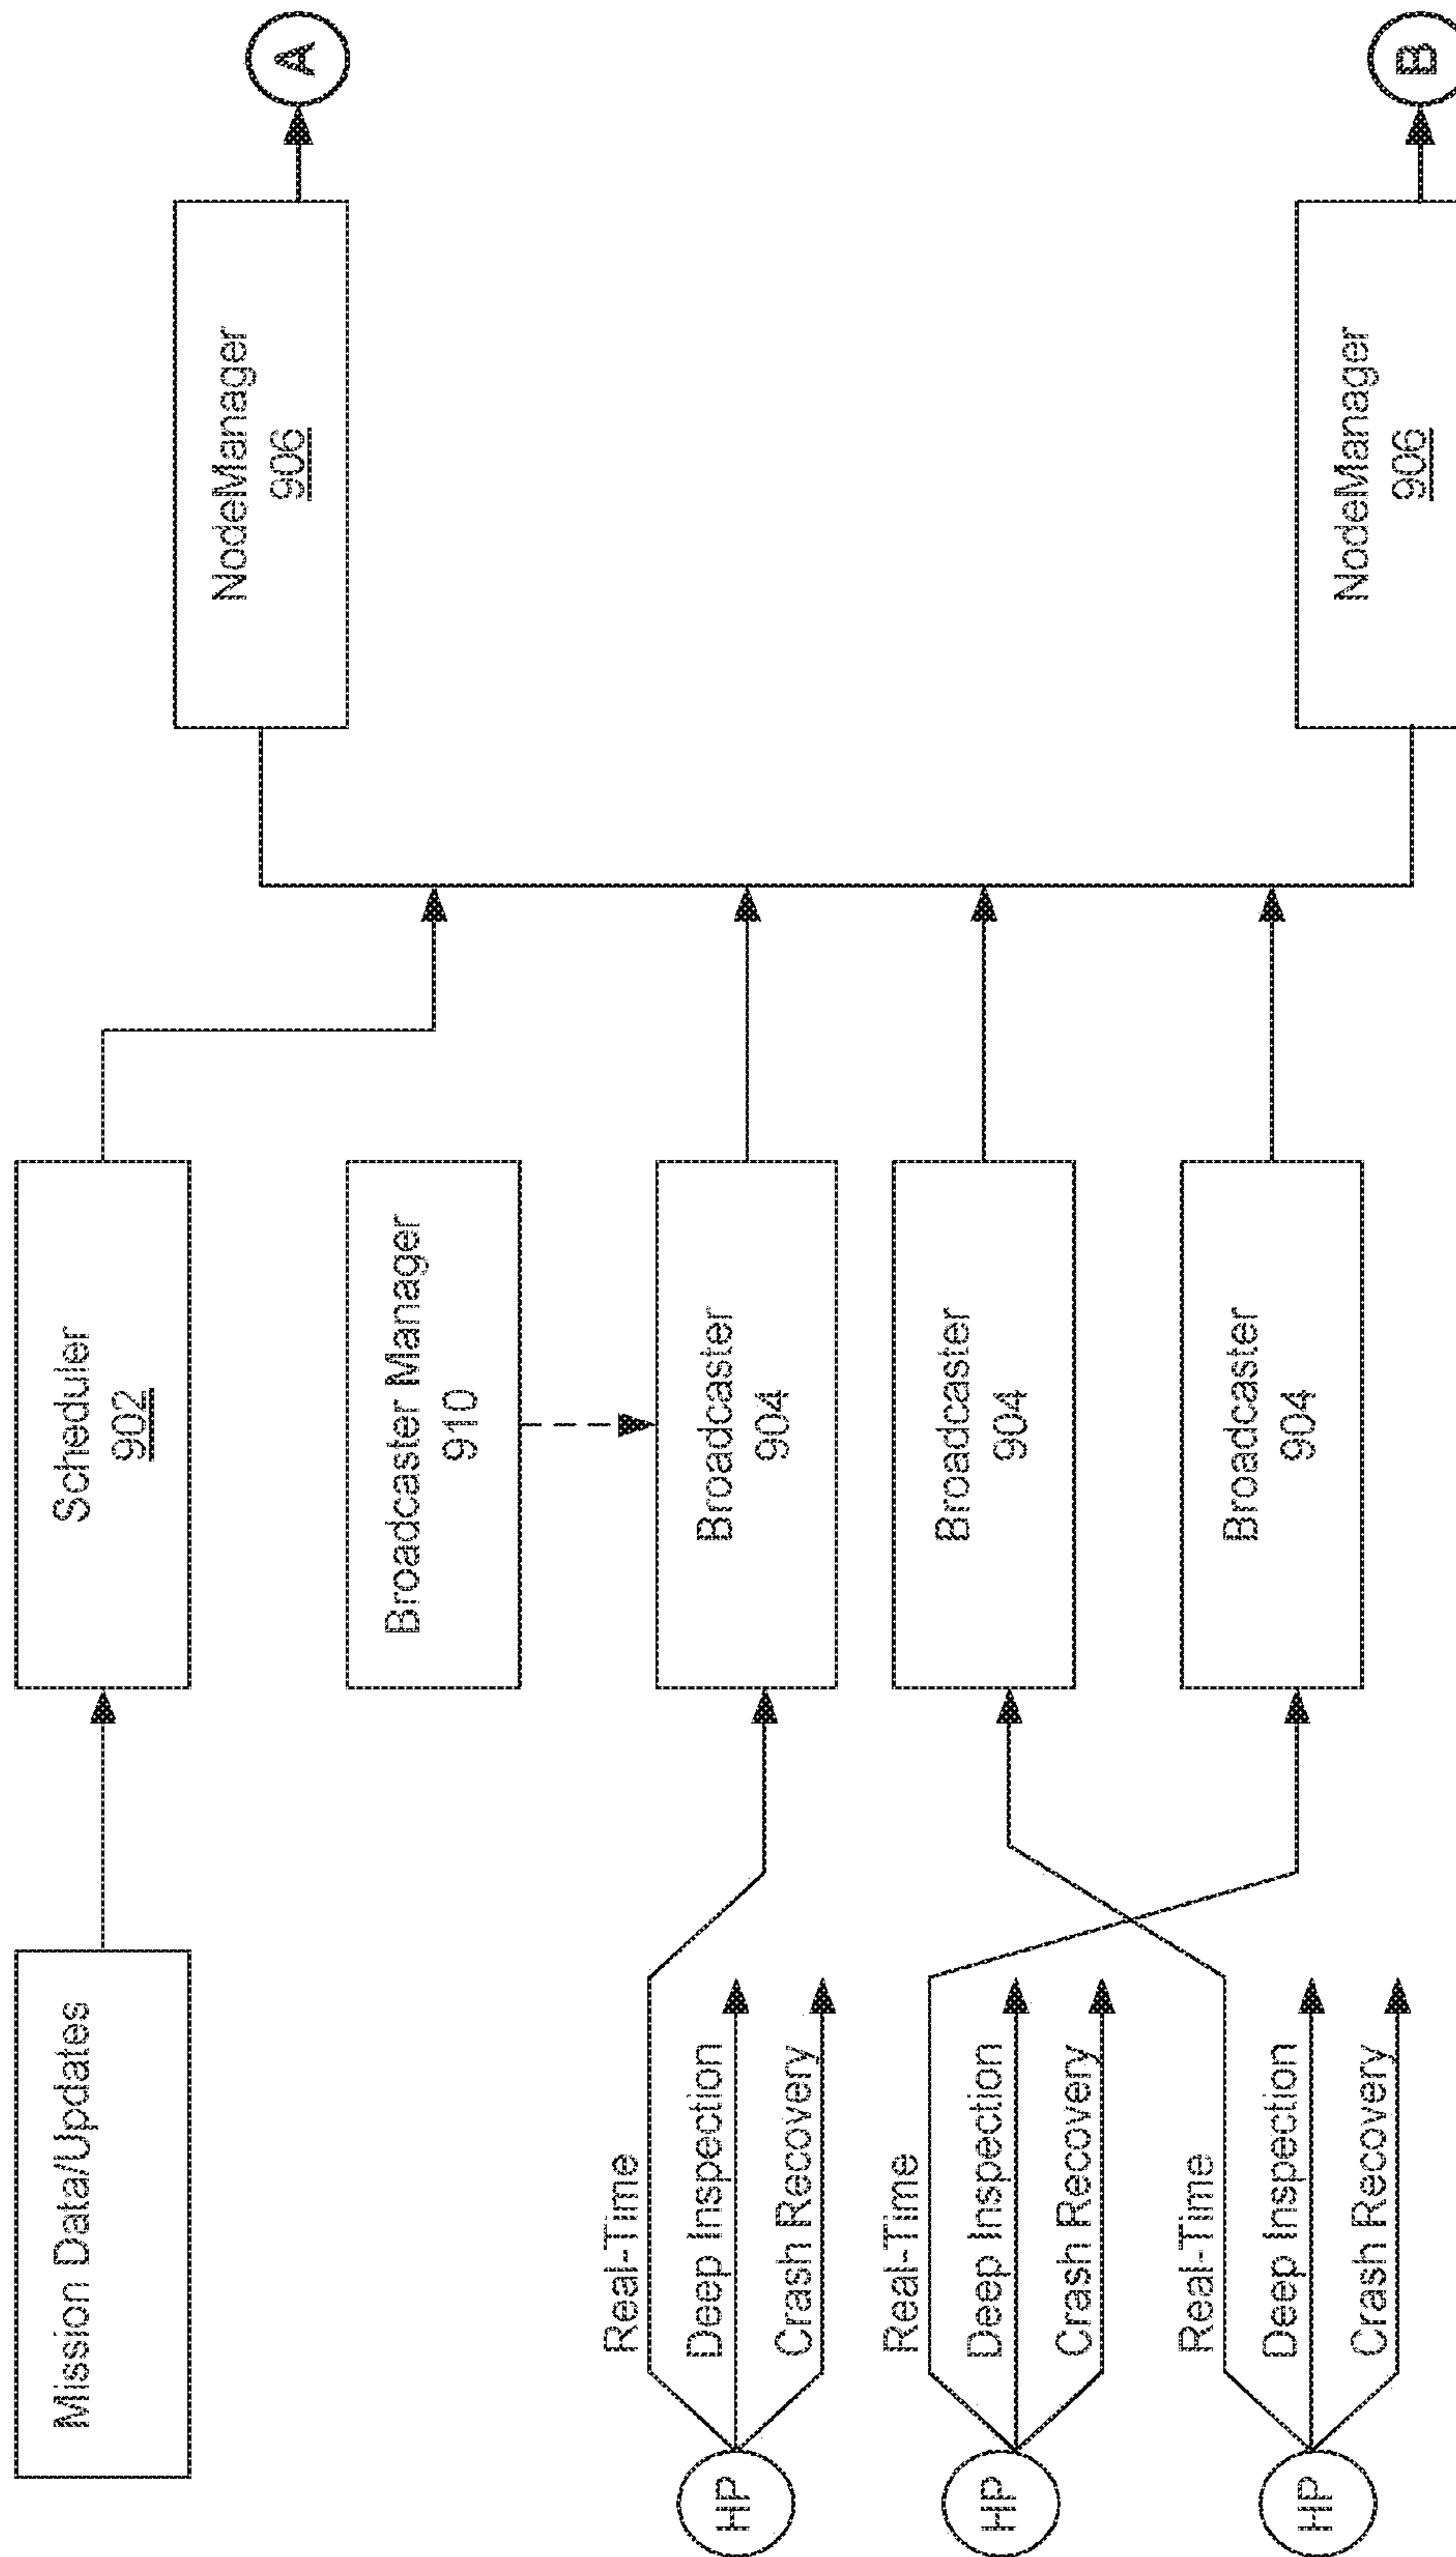 Mission Data/Updates
Scheduler
902
A
NodeManager
906
Broadcaster Manager
910
HP
Real-Time
Deep Inspection
Crash Recovery
Broadcaster
904
HP
Real-Time
Deep Inspection
Crash Recovery
Broadcaster
904
HP
Real-Time
Deep Inspection
Crash Recovery
Broadcaster
904
NodeManager
906
B